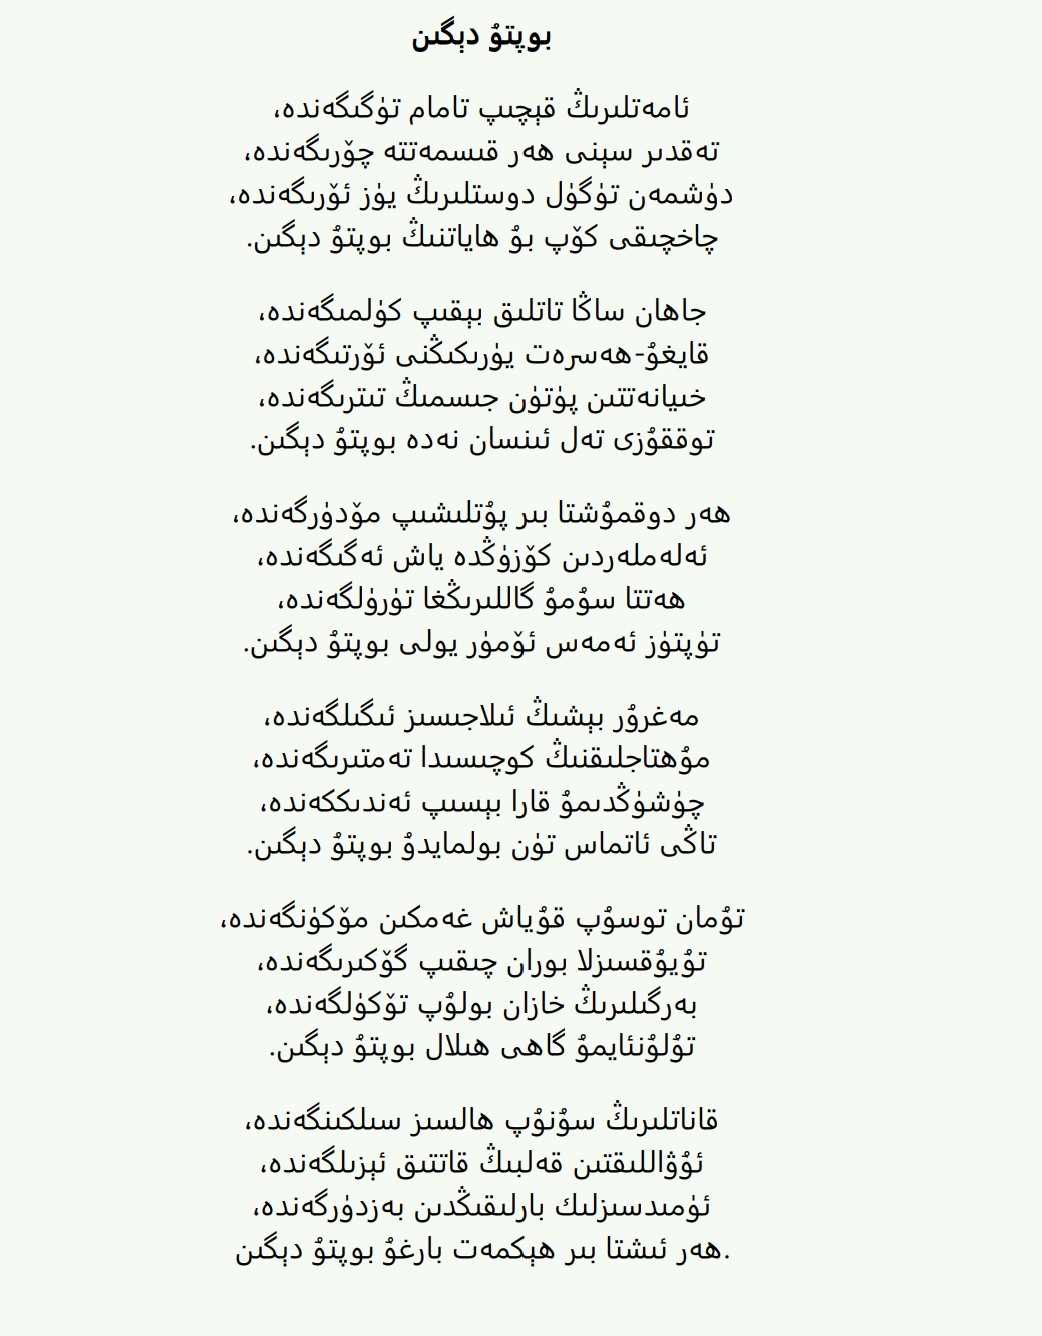 بوپتۇ دېگىن
ئامەتلىرىڭ قېچىپ تامام تۈگىگەندە،
تەقدىر سېنى ھەر قىسمەتتە چۆرىگەندە،
دۈشمەن تۈگۈل دوستلىرىڭ يۈز ئۆرىگەندە،
چاخچىقى كۆپ بۇ ھاياتنىڭ بوپتۇ دېگىن.
جاھان ساڭا تاتلىق بېقىپ كۈلمىگەندە،
قايغۇ-ھەسرەت يۈرىكىڭنى ئۆرتىگەندە،
خىيانەتتىن پۈتۈن جىسمىڭ تىترىگەندە،
توققۇزى تەل ئىنسان نەدە بوپتۇ دېگىن.
ھەر دوقمۇشتا بىر پۇتلىشىپ مۆدۈرگەندە،
ئەلەملەردىن كۆزۈڭدە ياش ئەگىگەندە،
ھەتتا سۇمۇ گاللىرىڭغا تۈرۈلگەندە،
تۈپتۈز ئەمەس ئۆمۈر يولى بوپتۇ دېگىن.
مەغرۇر بېشىڭ ئىلاجىسىز ئىگىلگەندە،
مۇھتاجلىقنىڭ كوچىسىدا تەمتىرىگەندە،
چۈشۈڭدىمۇ قارا بېسىپ ئەندىككەندە،
تاڭى ئاتماس تۈن بولمايدۇ بوپتۇ دېگىن.
تۇمان توسۇپ قۇياش غەمكىن مۆكۈنگەندە،
تۇيۇقسىزلا بوران چىقىپ گۆكىرىگەندە،
بەرگىلىرىڭ خازان بولۇپ تۆكۈلگەندە،
تۇلۇنئايمۇ گاھى ھىلال بوپتۇ دېگىن.
قاناتلىرىڭ سۇنۇپ ھالسىز سىلكىنگەندە،
ئۇۋاللىقتىن قەلبىڭ قاتتىق ئېزىلگەندە،
ئۈمىدسىزلىك بارلىقىڭدىن بەزدۈرگەندە،
.ھەر ئىشتا بىر ھېكمەت بارغۇ بوپتۇ دېگىن